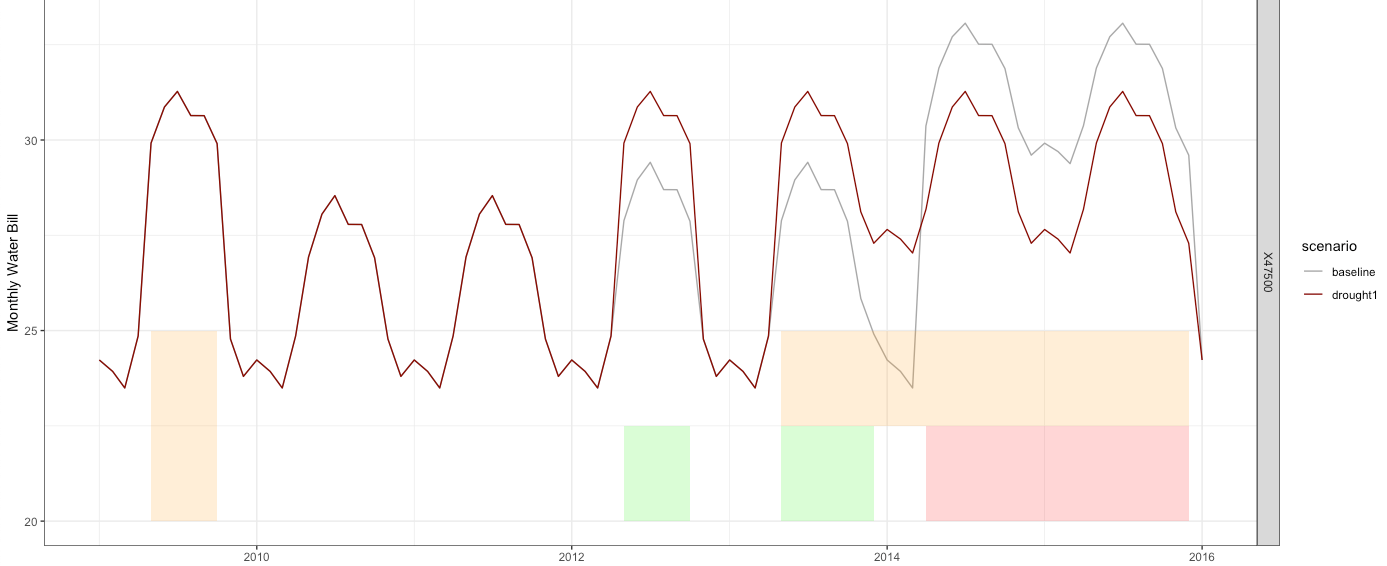 Monthly Water Bill
30
25
20
2010
2012
2014
2016
X47500
scenario
baseline
drought1